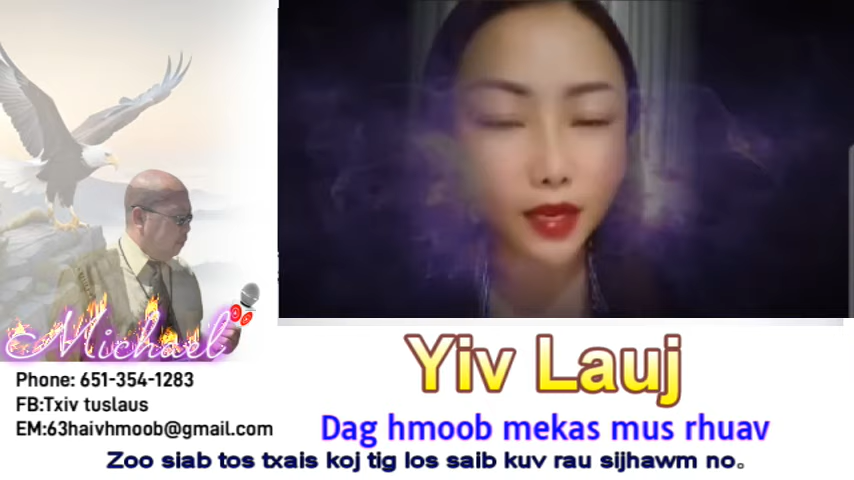 Michael
Phone: 651-354-1283
FB:Txiv tuslaus
EM:63haivhmoob@gmail.com
Yiv Lauj
Dag hmoob mekas mus rhuav
Zoo siab tos txais koj tig los saib kuv rau sijhawm no。